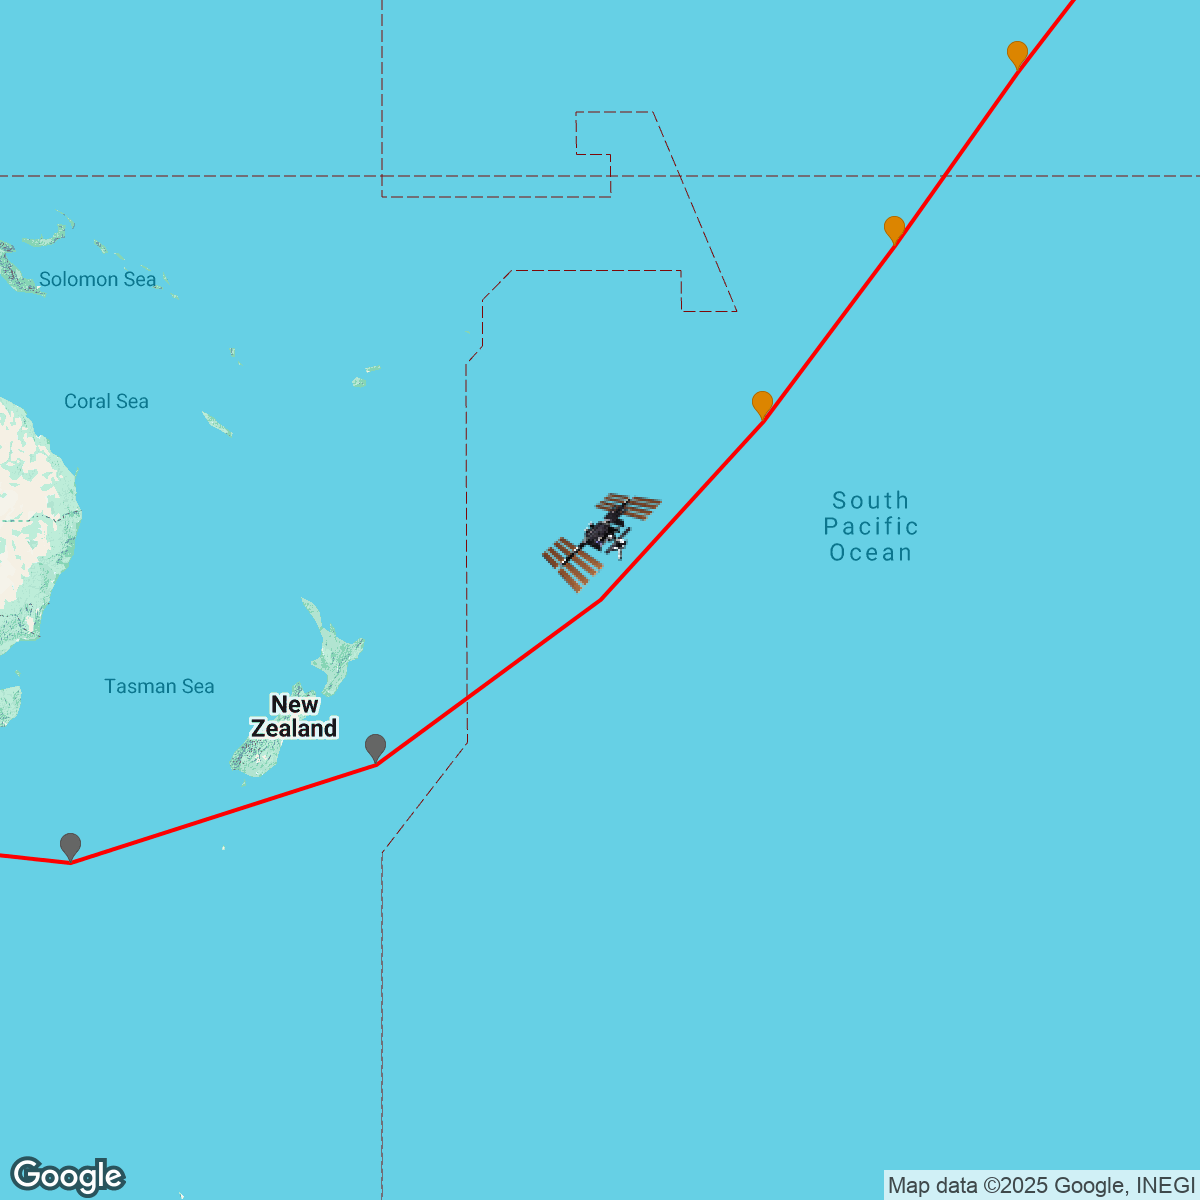 Solomon Sea
Coral Sea
South
Pacific
Ocean
Tasman Sea
New
Zealand
Google
Map data ©2025 Google, INEGI